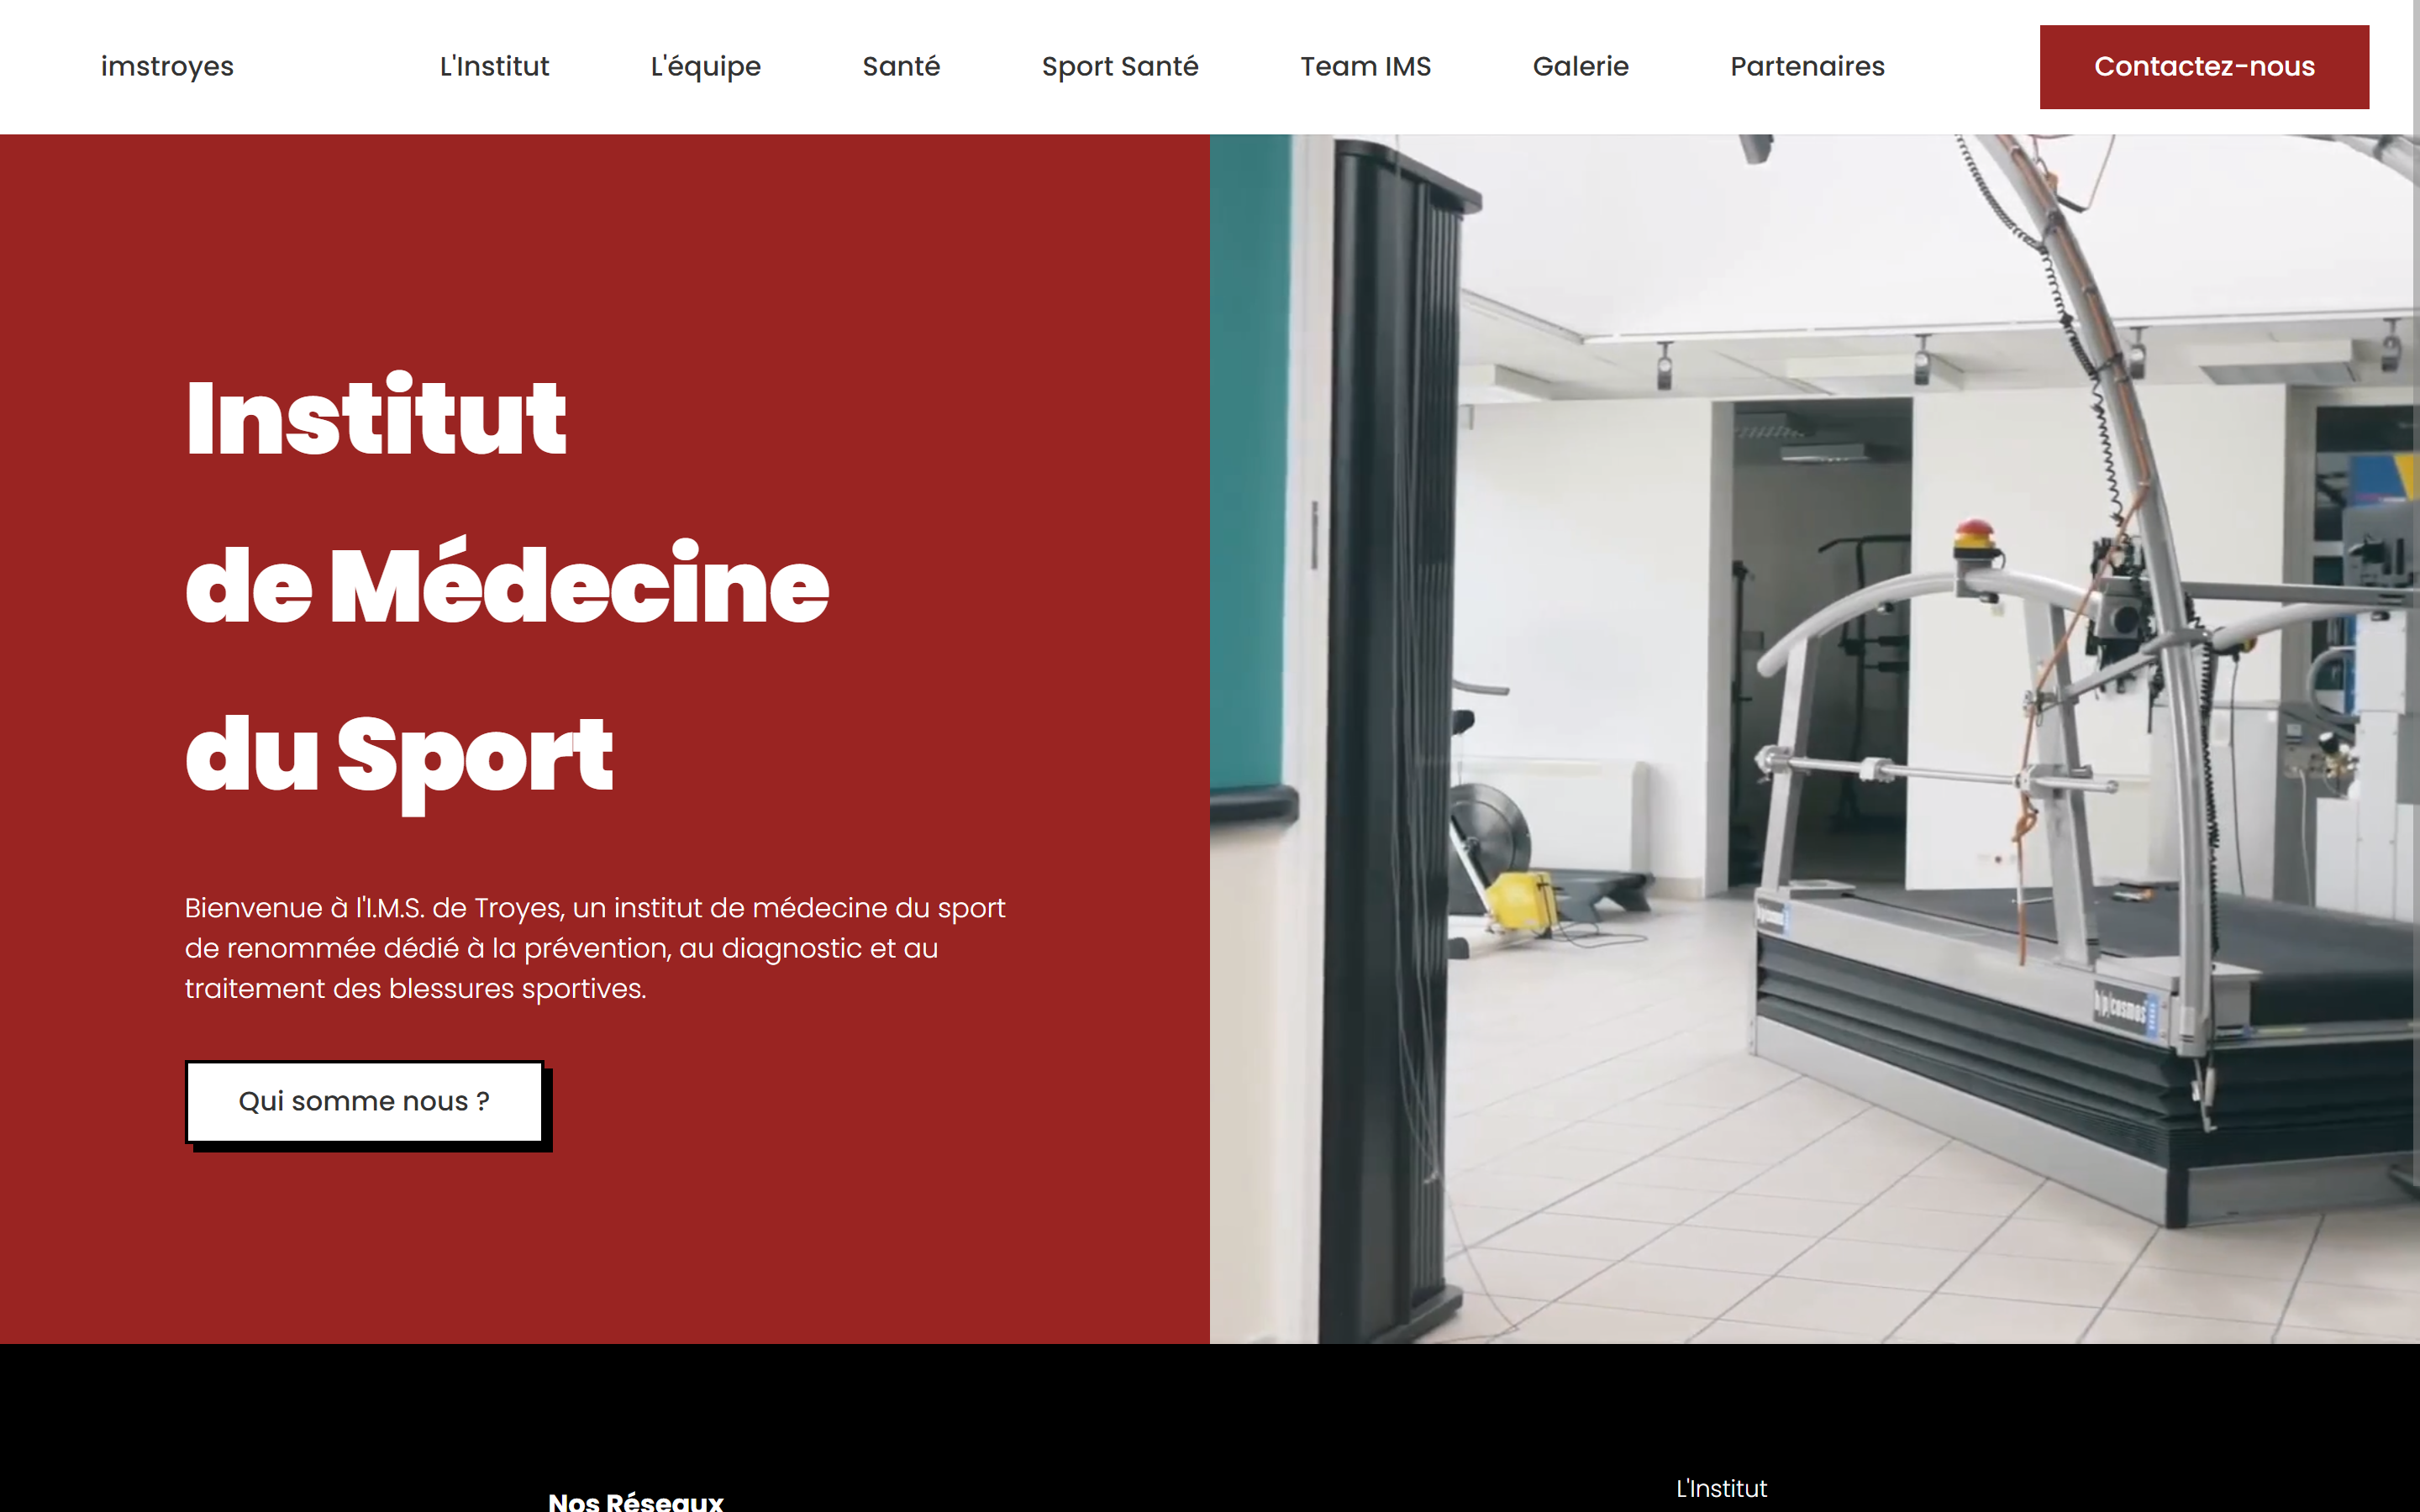 imstroyes
L'Institut
L'équipe
Santé
Sport Santé
Team IMS
Galerie
Partenaires
Contactez-nous
Institut
de Médecine
du Sport
Bienvenue à l'I.M.S. de Troyes, un institut de médecine du sport
de renommée dédié à la prévention, au diagnostic et au
traitement des blessures sportives.
Qui somme nous ?
h/p/cosmos
Nos Réseaux
L'Institut